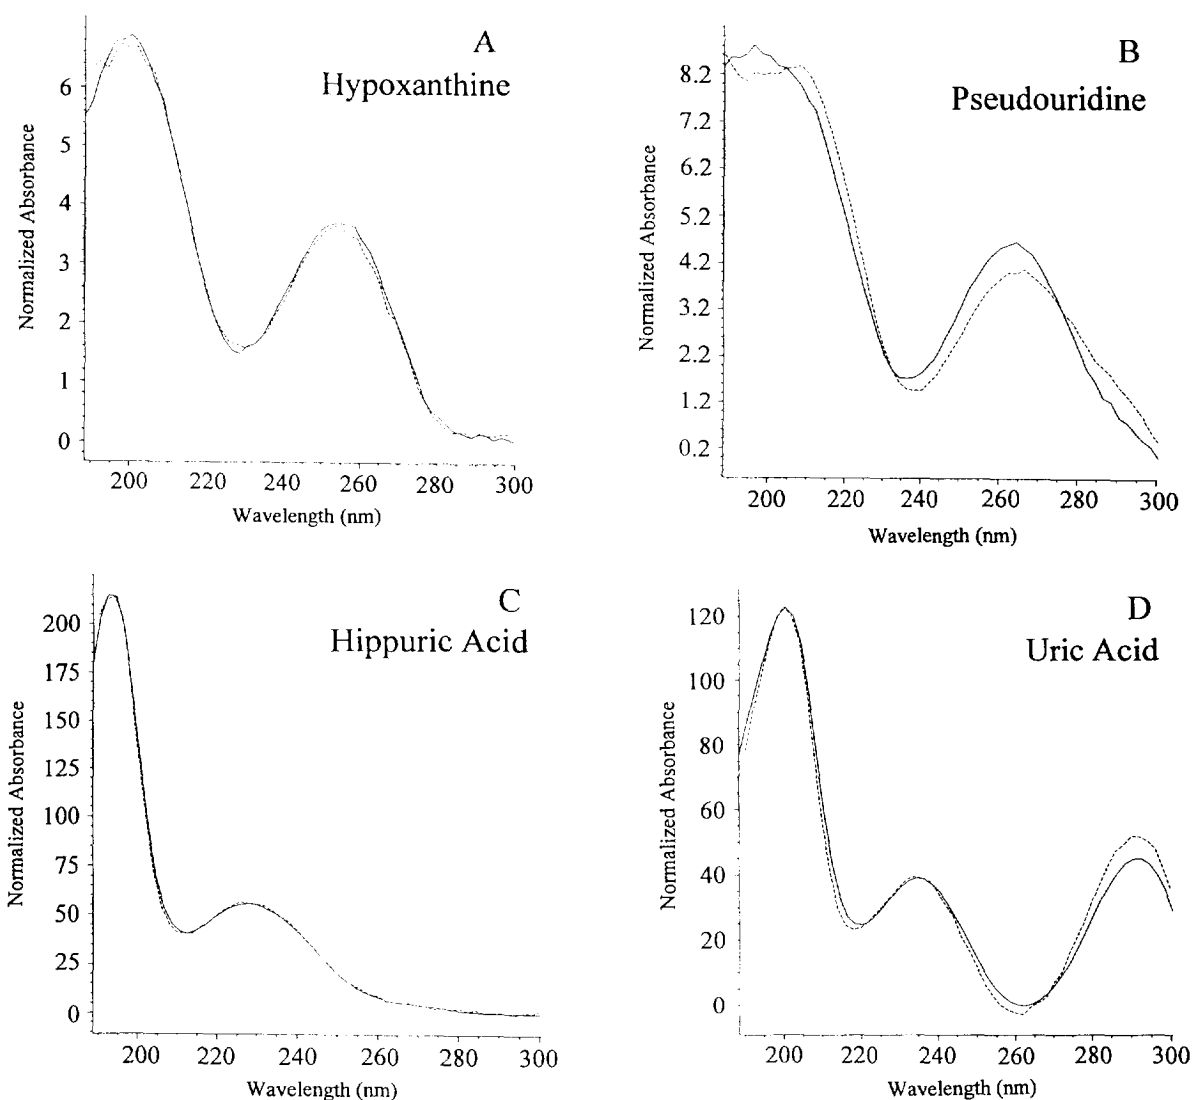 A
Hypoxanthine
Normalized Absorbance
6
5
4
3
2
1
0
200 220 240 260 280 300
Wavelength (nm)
B
Pseudouridine
Normalized Absorbance
8.2
7.2
6.2
5.2
4.2
3.2
2.2
1.2
0.2
200 220 240 260 280 300
Wavelength (nm)
C
Hippuric Acid
Normalized Absorbance
200
175
150
125
100
75
50
25
0
200 220 240 260 280 300
Wavelength (nm)
D
Uric Acid
Normalized Absorbance
120
100
80
60
40
20
0
200 220 240 260 280 300
Wavelength (nm)